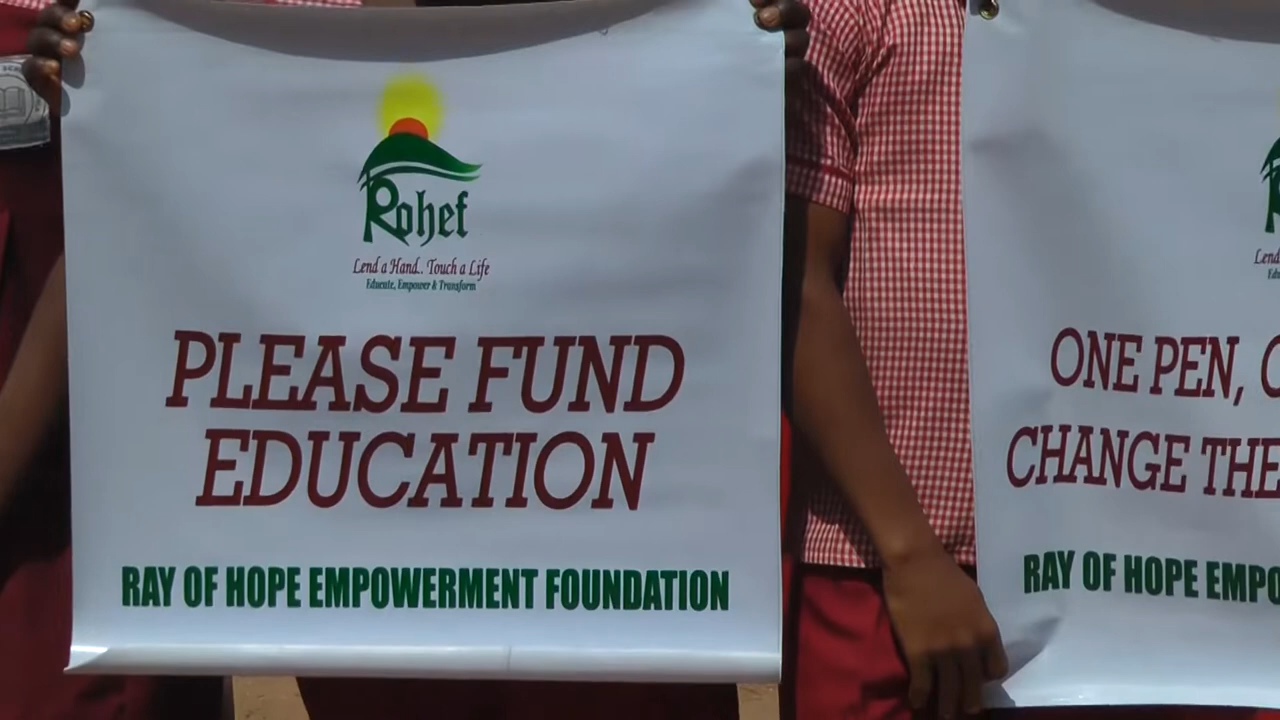 Rohef
Lend a Hand.. Touch a Life
Educate, Empower & Transform
PLEASE FUND
EDUCATION
RAY OF HOPE EMPOWERMENT FOUNDATION
Lend
ONE PEN,
CHANGE THE
RAY OF HOPE